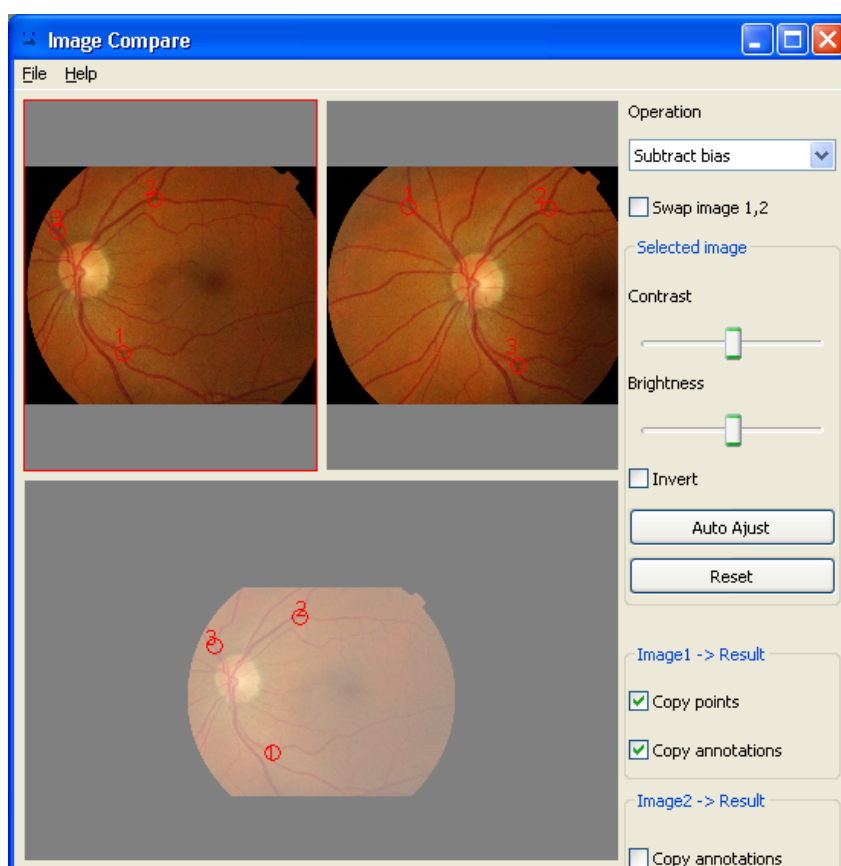 Image Compare
File Help
Operation
Subtract bias
Swap image 1,2
Selected image
Contrast
Brightness
Invert
Auto Ajust
Reset
Image1 -> Result
Copy points
Copy annotations
Image2 -> Result
Copy annotations
3
2
1
1
2
3
3
2
1